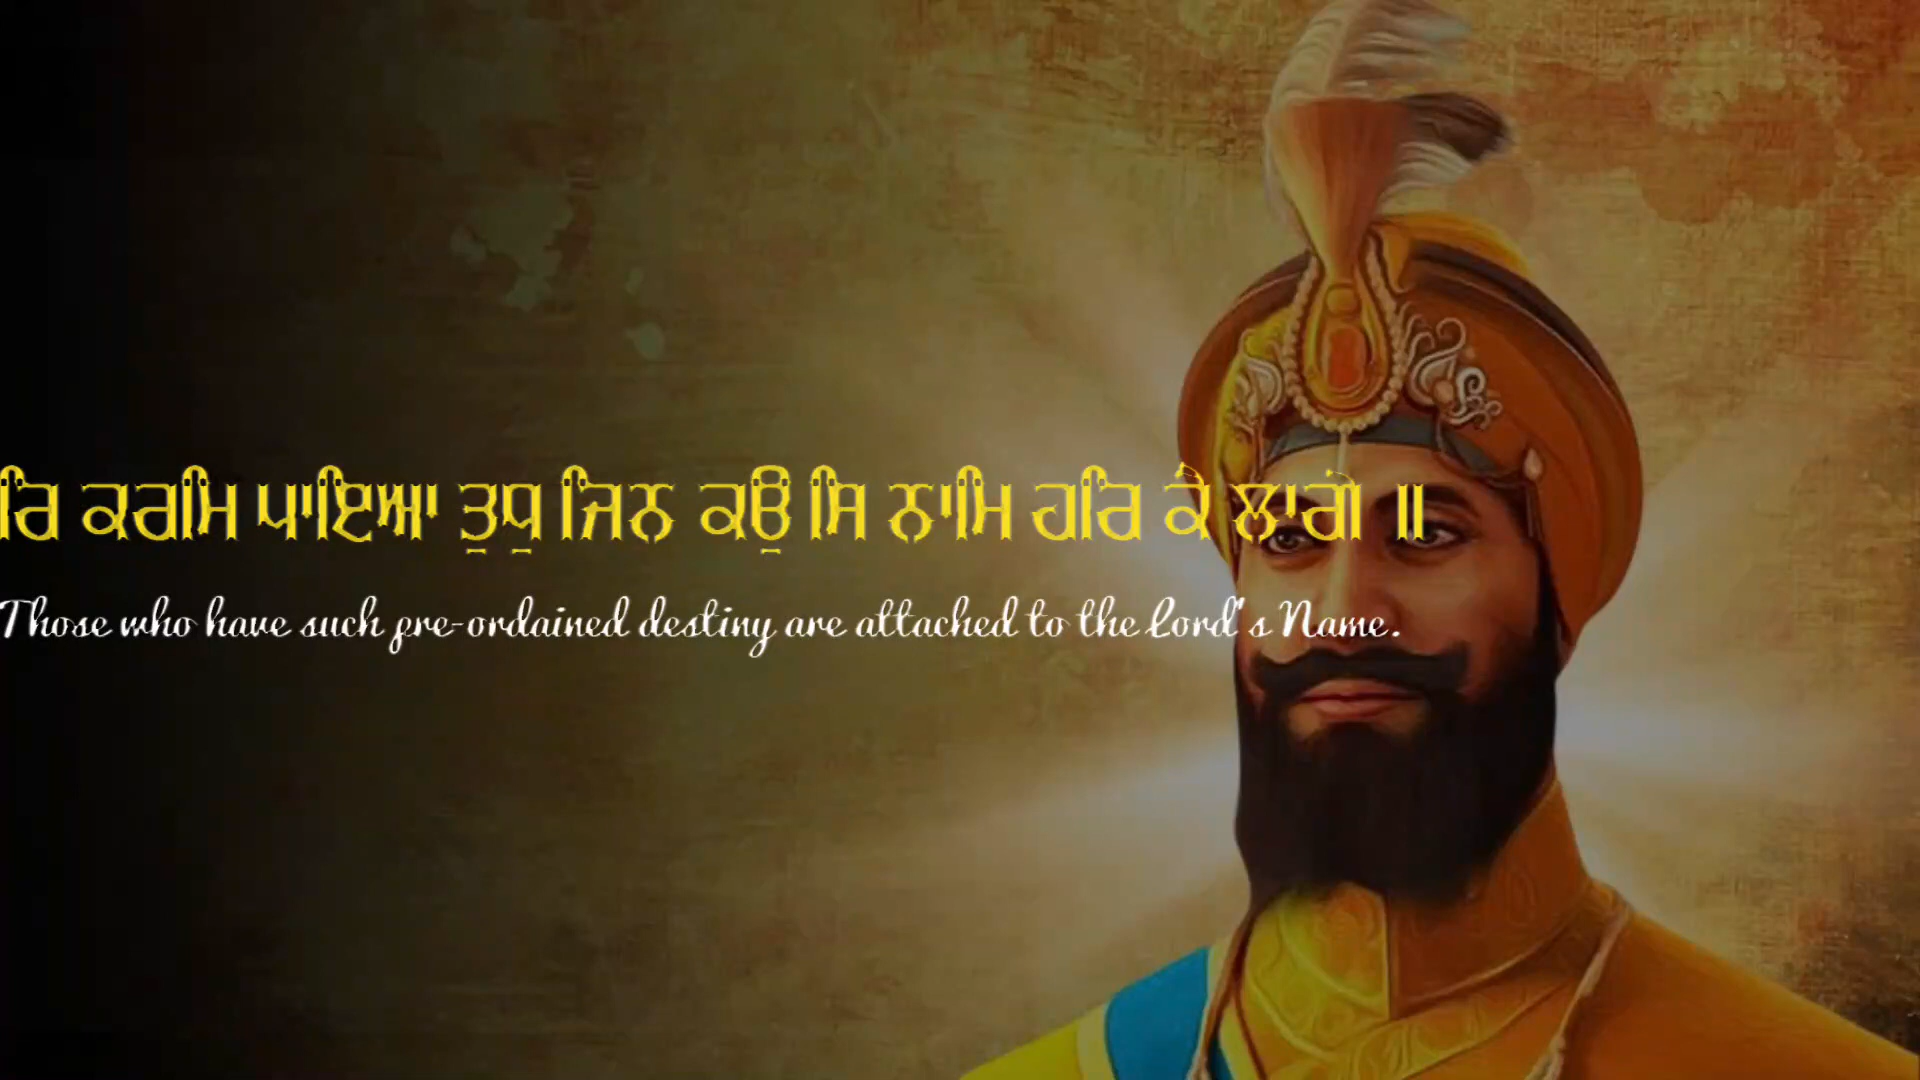 ਕਰਮਿ ਪਾਇਆ ਤੁਧੁ ਜਿਨ ਕਉ ਸਿ ਨਾਮਿ ਹਰਿ ਕੈ ਲਾਗੇ ॥
Those who have such pre-ordained destiny are attached to the Lord's Name.